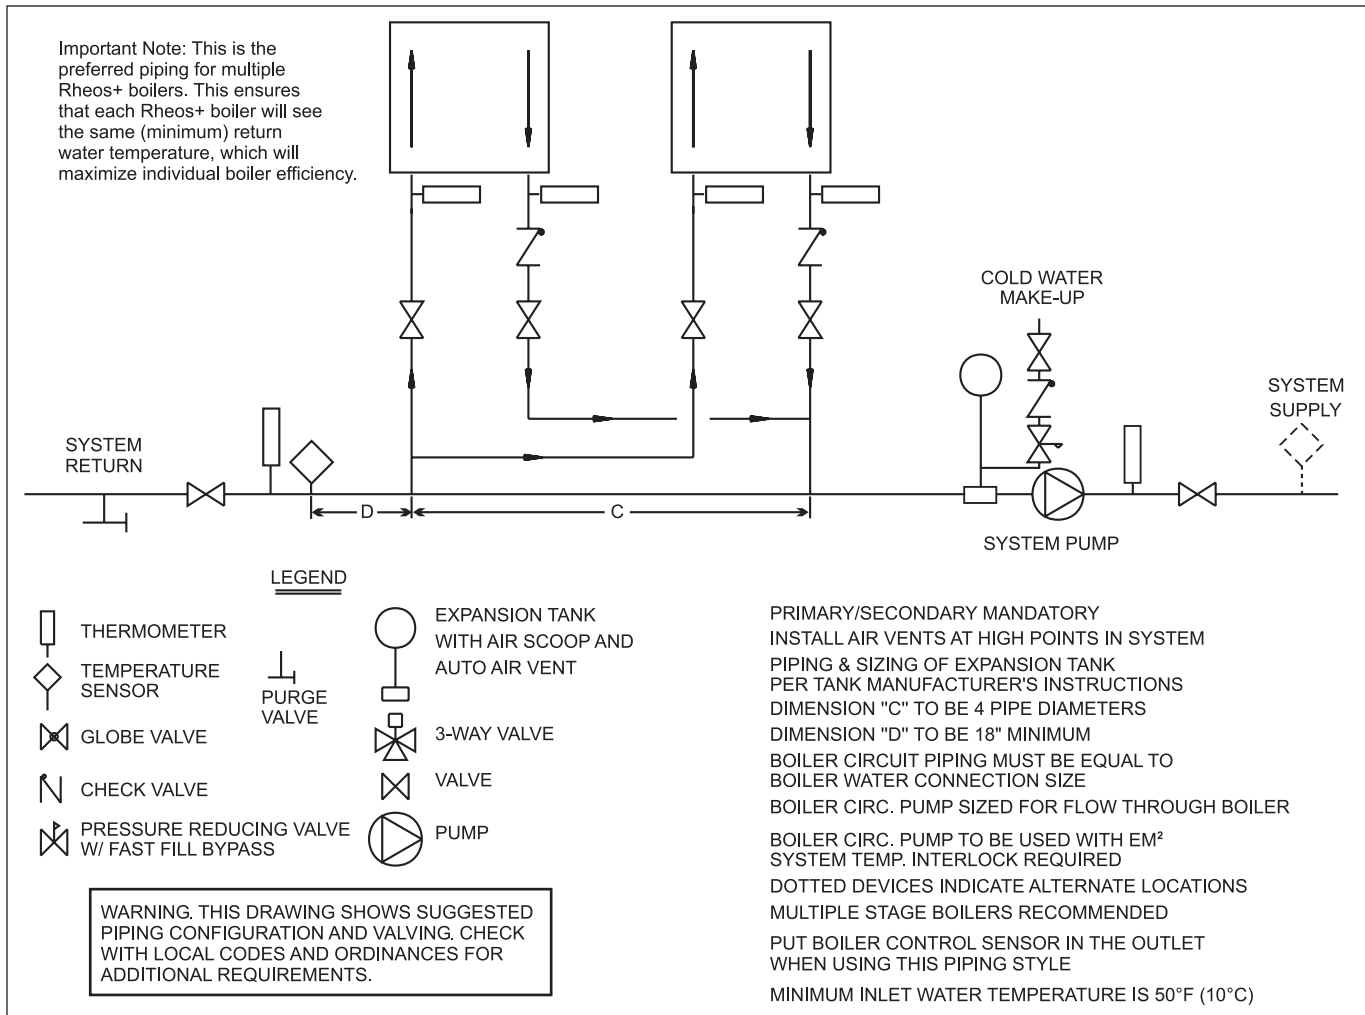 Important Note: This is the
preferred piping for multiple
Rheos+ boilers. This ensures
that each Rheos+ boiler will see
the same (minimum) return
water temperature, which will
maximize individual boiler efficiency.
COLD WATER
MAKE-UP
SYSTEM
SUPPLY
SYSTEM
RETURN
D
C
SYSTEM PUMP
LEGEND
THERMOMETER
TEMPERATURE
SENSOR
GLOBE VALVE
CHECK VALVE
PRESSURE REDUCING VALVE
W/ FAST FILL BYPASS
PURGE
VALVE
EXPANSION TANK
WITH AIR SCOOP AND
AUTO AIR VENT
3-WAY VALVE
VALVE
PUMP
PRIMARY/SECONDARY MANDATORY
INSTALL AIR VENTS AT HIGH POINTS IN SYSTEM
PIPING & SIZING OF EXPANSION TANK
PER TANK MANUFACTURER'S INSTRUCTIONS
DIMENSION "C" TO BE 4 PIPE DIAMETERS
DIMENSION "D" TO BE 18" MINIMUM
BOILER CIRCUIT PIPING MUST BE EQUAL TO
BOILER WATER CONNECTION SIZE
BOILER CIRC. PUMP SIZED FOR FLOW THROUGH BOILER
BOILER CIRC. PUMP TO BE USED WITH EM²
SYSTEM TEMP. INTERLOCK REQUIRED
DOTTED DEVICES INDICATE ALTERNATE LOCATIONS
MULTIPLE STAGE BOILERS RECOMMENDED
PUT BOILER CONTROL SENSOR IN THE OUTLET
WHEN USING THIS PIPING STYLE
MINIMUM INLET WATER TEMPERATURE IS 50°F (10°C)
WARNING. THIS DRAWING SHOWS SUGGESTED
PIPING CONFIGURATION AND VALVING. CHECK
WITH LOCAL CODES AND ORDINANCES FOR
ADDITIONAL REQUIREMENTS.